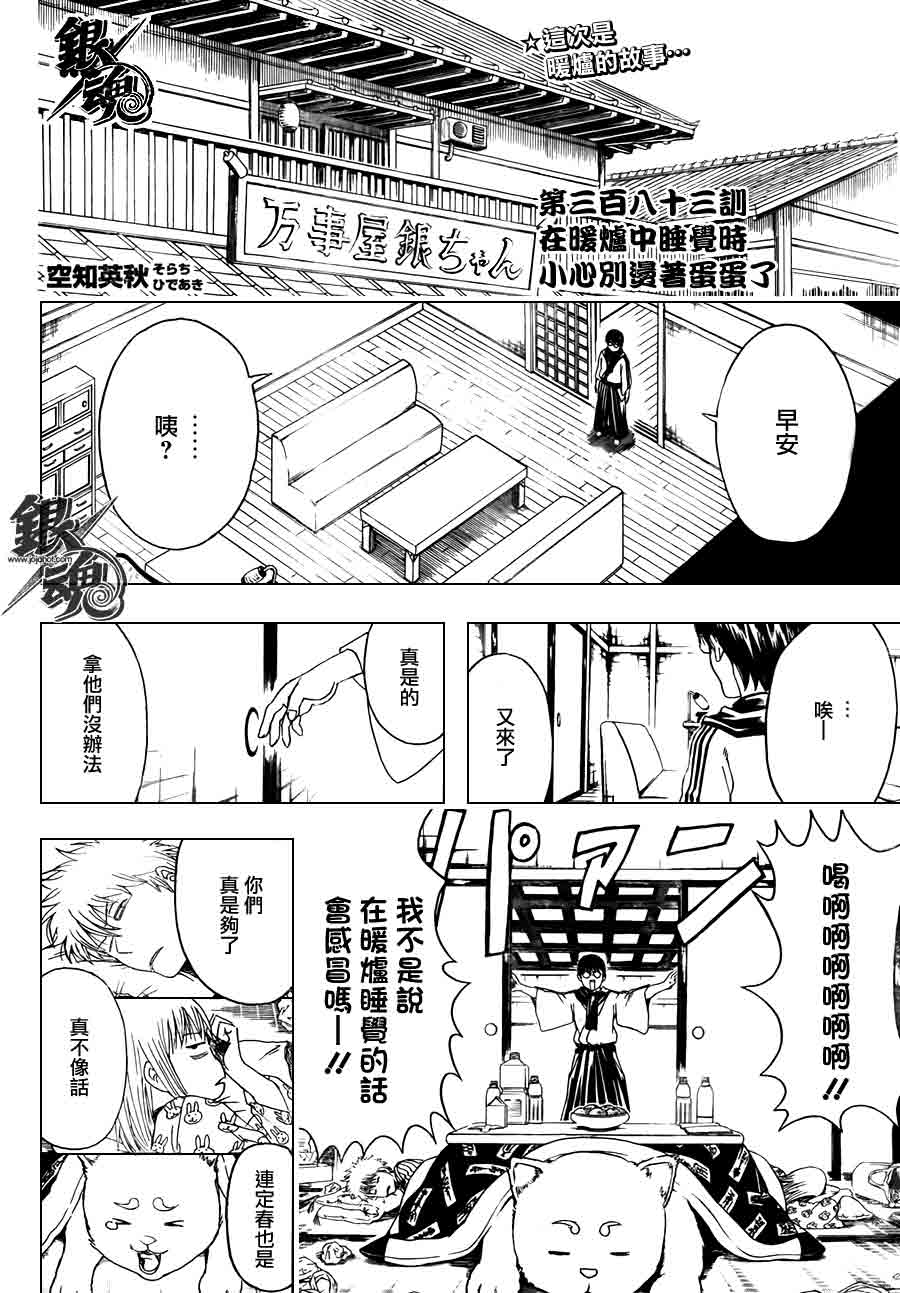 銀魂
★這次是
暖爐的故事…
万事屋銀ちゃん
第三百八十三訓
在暖爐中睡覺時
小心別燙著蛋蛋了
空知英秋
そらち
ひであき
早安
……
咦?
銀魂
www.jojohot.com
…
唉—
又來了
真是的
拿他們沒辦法
パアー
喝啊啊啊啊啊啊!!
我不是說
在暖爐睡覺的話
會感冒嗎—!!
你們
真是夠了
真不像話
連定春也是